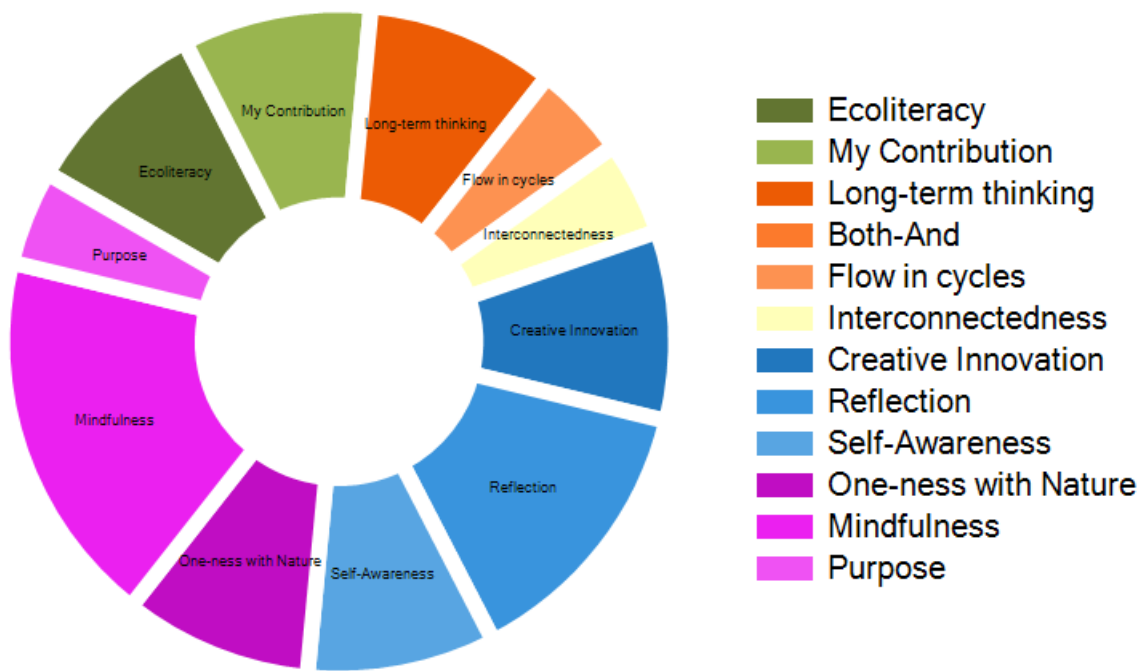 My Contribution
Long-term thinking
Ecoliteracy
Flow in cycles
Interconnectedness
Purpose
Creative Innovation
Mindfulness
Reflection
One-ness with Nature
Self-Awareness
Ecoliteracy
My Contribution
Long-term thinking
Both-And
Flow in cycles
Interconnectedness
Creative Innovation
Reflection
Self-Awareness
One-ness with Nature
Mindfulness
Purpose